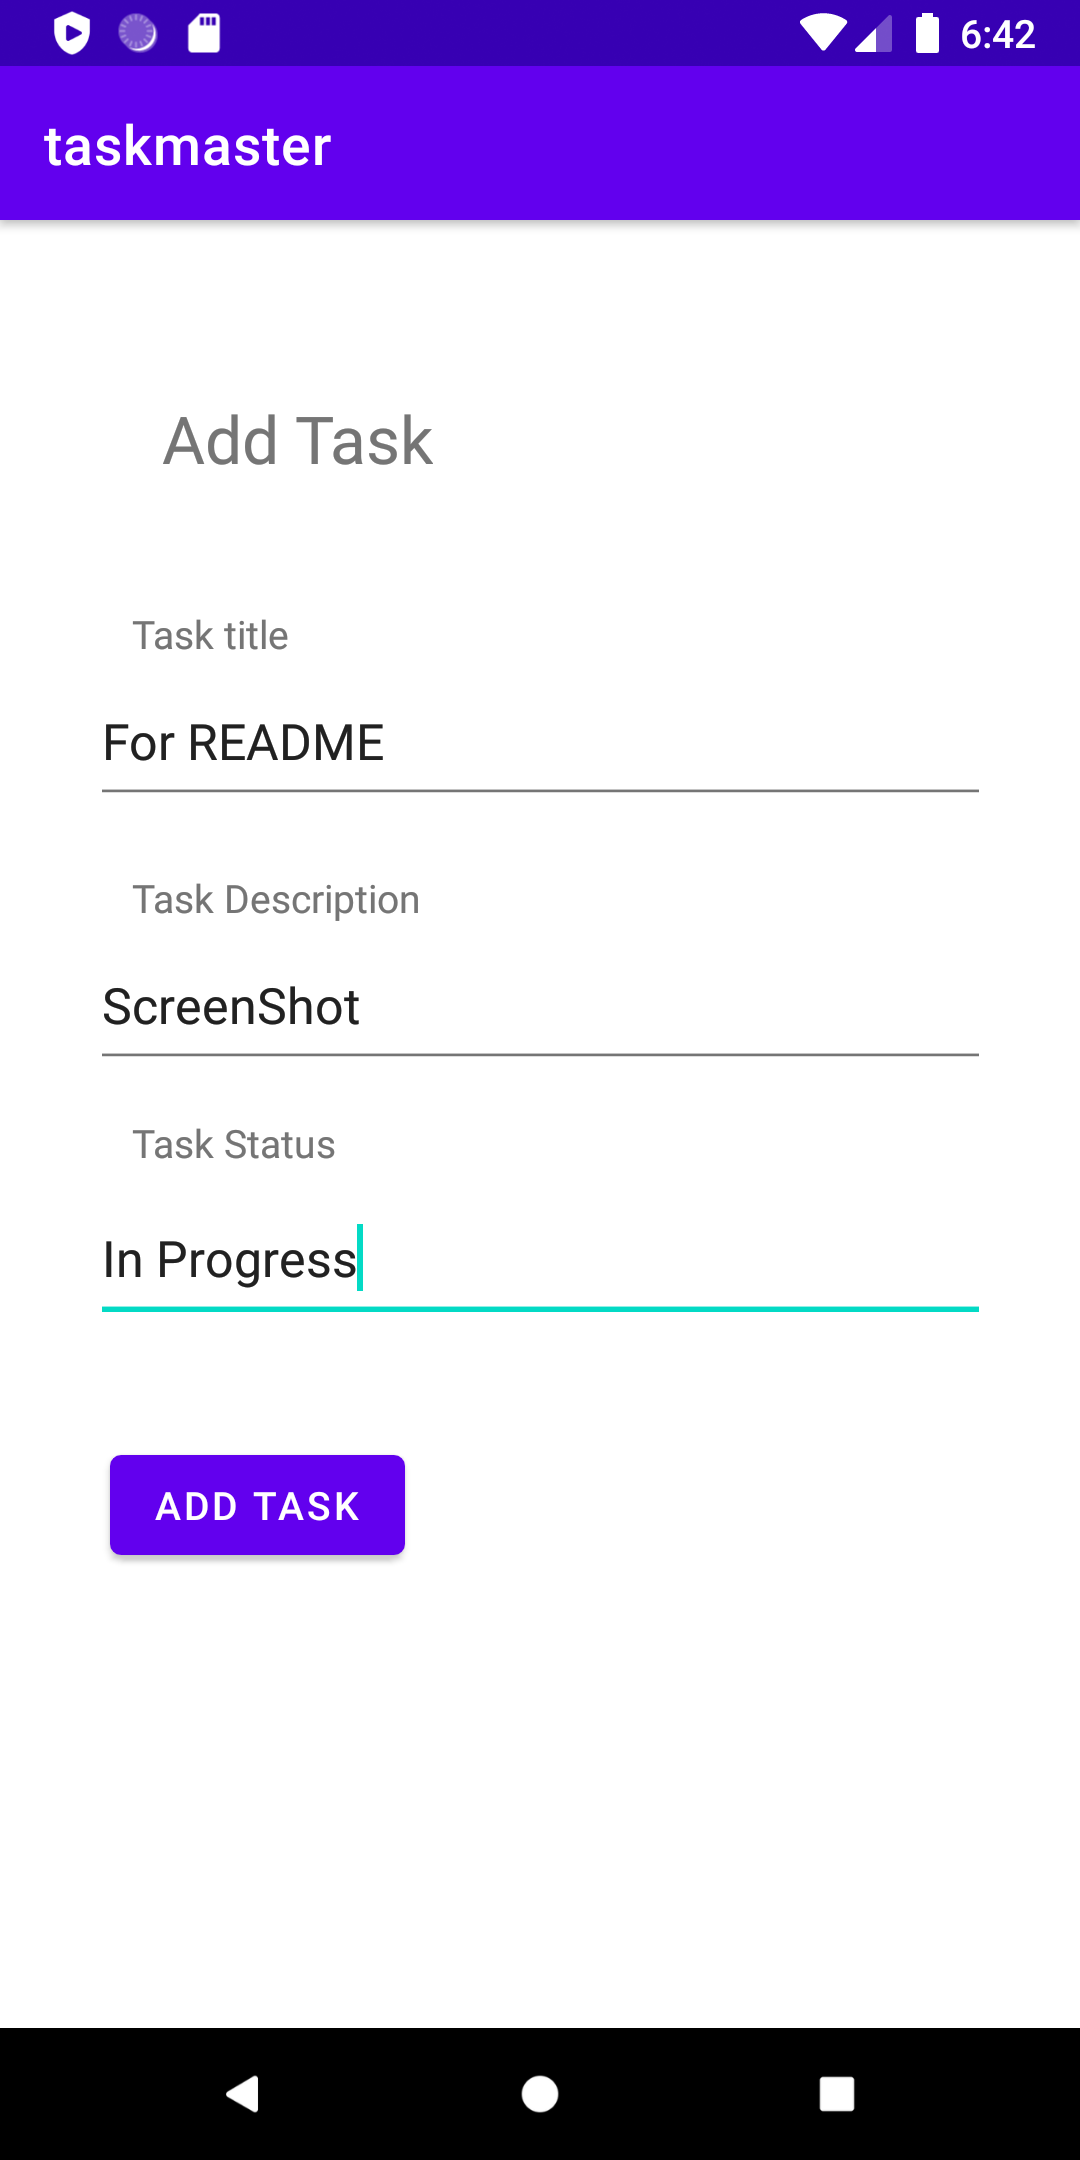 6:42
taskmaster
Add Task
Task title
For README
Task Description
ScreenShot
Task Status
In Progress
ADD TASK